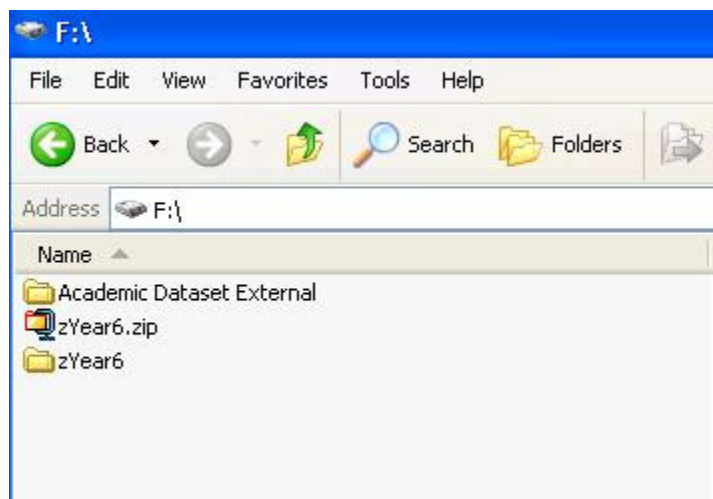 F:\
File Edit View Favorites Tools Help
Back Search Folders
Address F:\
Name
Academic Dataset External
zYear6.zip
zYear6